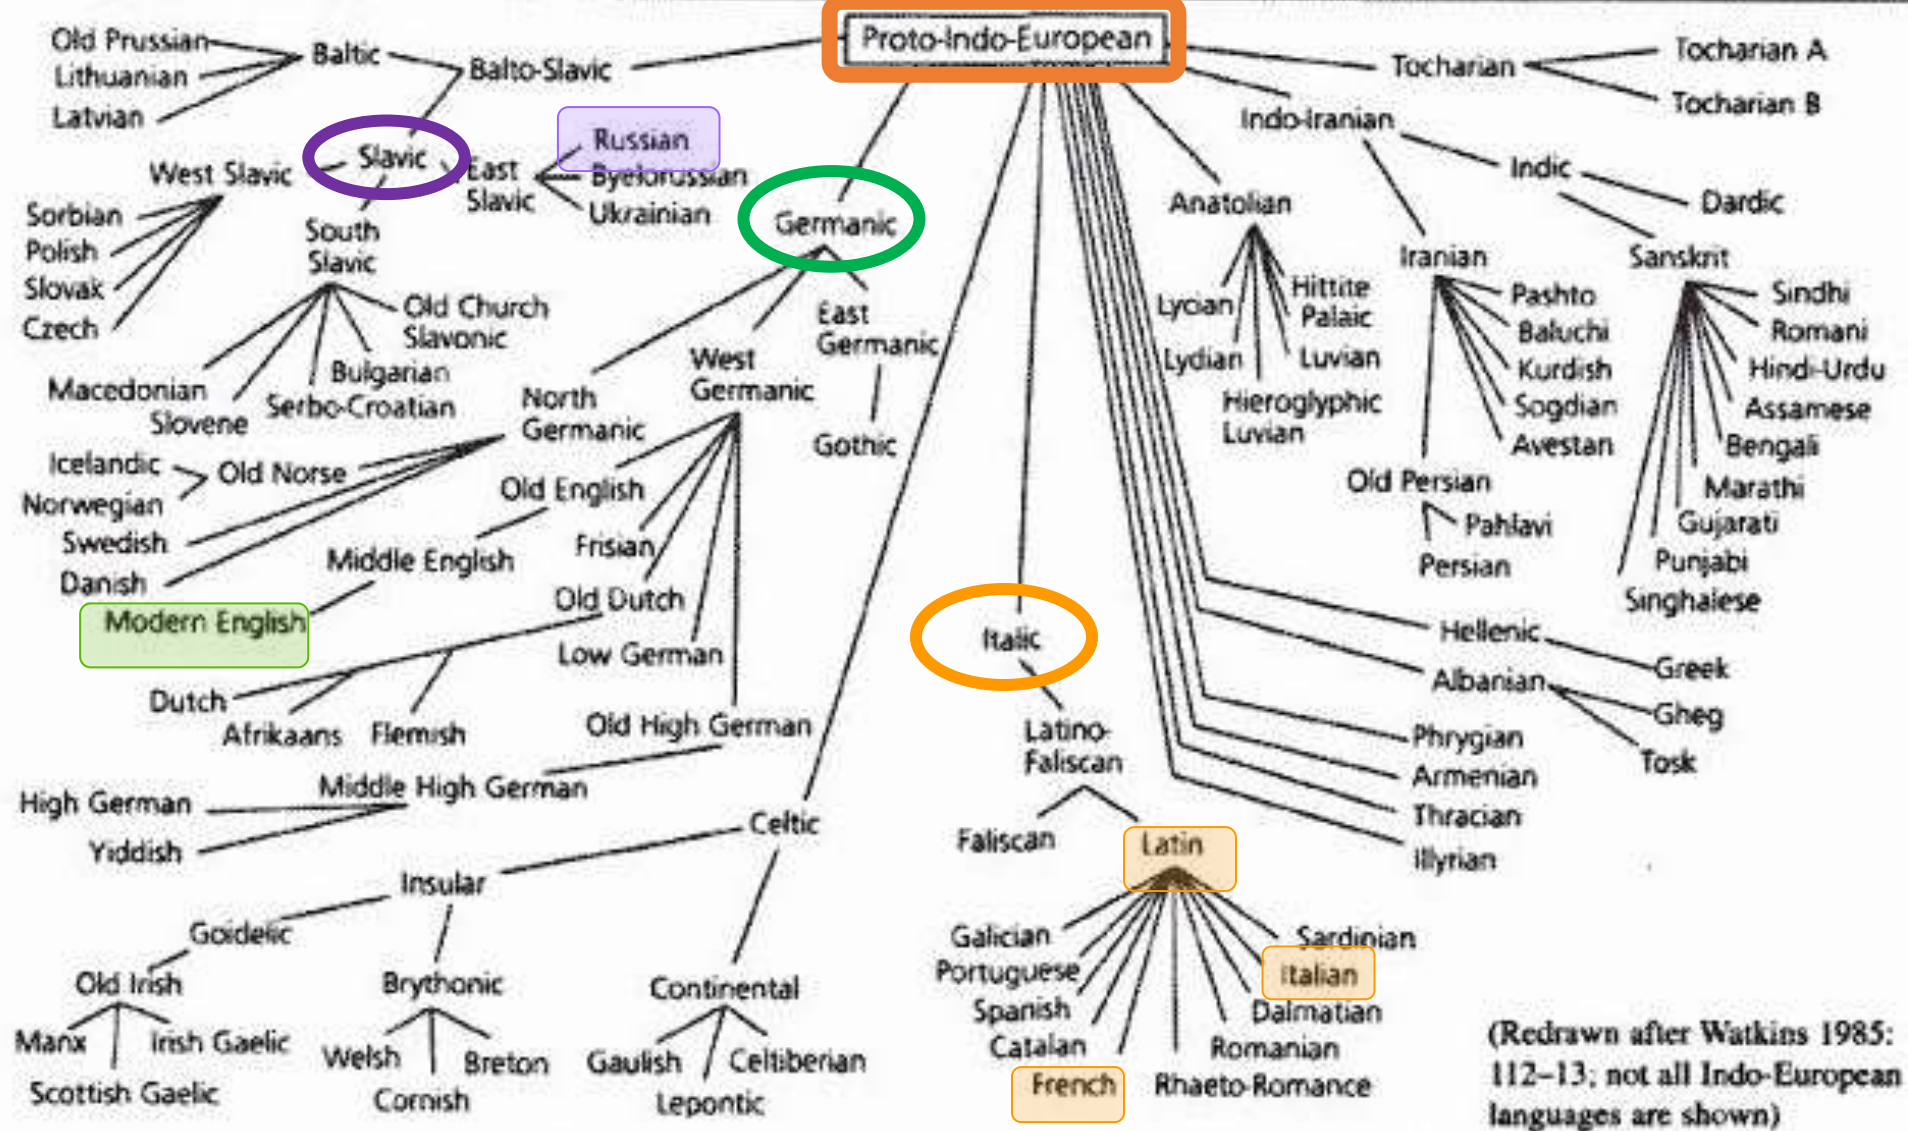 Proto-Indo-European
Old Prussian
Lithuanian
Latvian
Baltic
Balto-Slavic
Slavic
West Slavic
Sorbian
Polish
Slovak
Czech
East
Slavic
Russian
Byelorussian
Ukrainian
South
Slavic
Old Church
Slavonic
Bulgarian
Serbo-Croatian
Slovene
Macedonian
Germanic
North
Germanic
Old Norse
Icelandic
Norwegian
Swedish
Danish
West
Germanic
Old English
Middle English
Modern English
Frisian
Old Dutch
Dutch
Afrikaans
Flemish
Low German
Old High German
Middle High German
High German
Yiddish
East
Germanic
Gothic
Celtic
Insular
Goidelic
Old Irish
Manx
Scottish Gaelic
Irish Gaelic
Brythonic
Welsh
Cornish
Breton
Continental
Gaulish
Lepontic
Celtiberian
Italic
Latino-
Faliscan
Faliscan
Latin
Galician
Portuguese
Spanish
Catalan
French
Rhaeto-Romance
Romanian
Dalmatian
Italian
Sardinian
Hellenic
Greek
Albanian
Gheg
Tosk
Phrygian
Armenian
Thracian
Illyrian
Anatolian
Lycian
Lydian
Hieroglyphic
Luvian
Luvian
Palaic
Hittite
Indo-Iranian
Iranian
Pashto
Baluchi
Kurdish
Sogdian
Avestan
Old Persian
Pahlavi
Persian
Indic
Dardic
Sanskrit
Sindhi
Romani
Hindi-Urdu
Assamese
Bengali
Marathi
Gujarati
Punjabi
Singhalese
Tocharian
Tocharian A
Tocharian B
(Redrawn after Watkins 1985:
112–13; not all Indo-European
languages are shown)